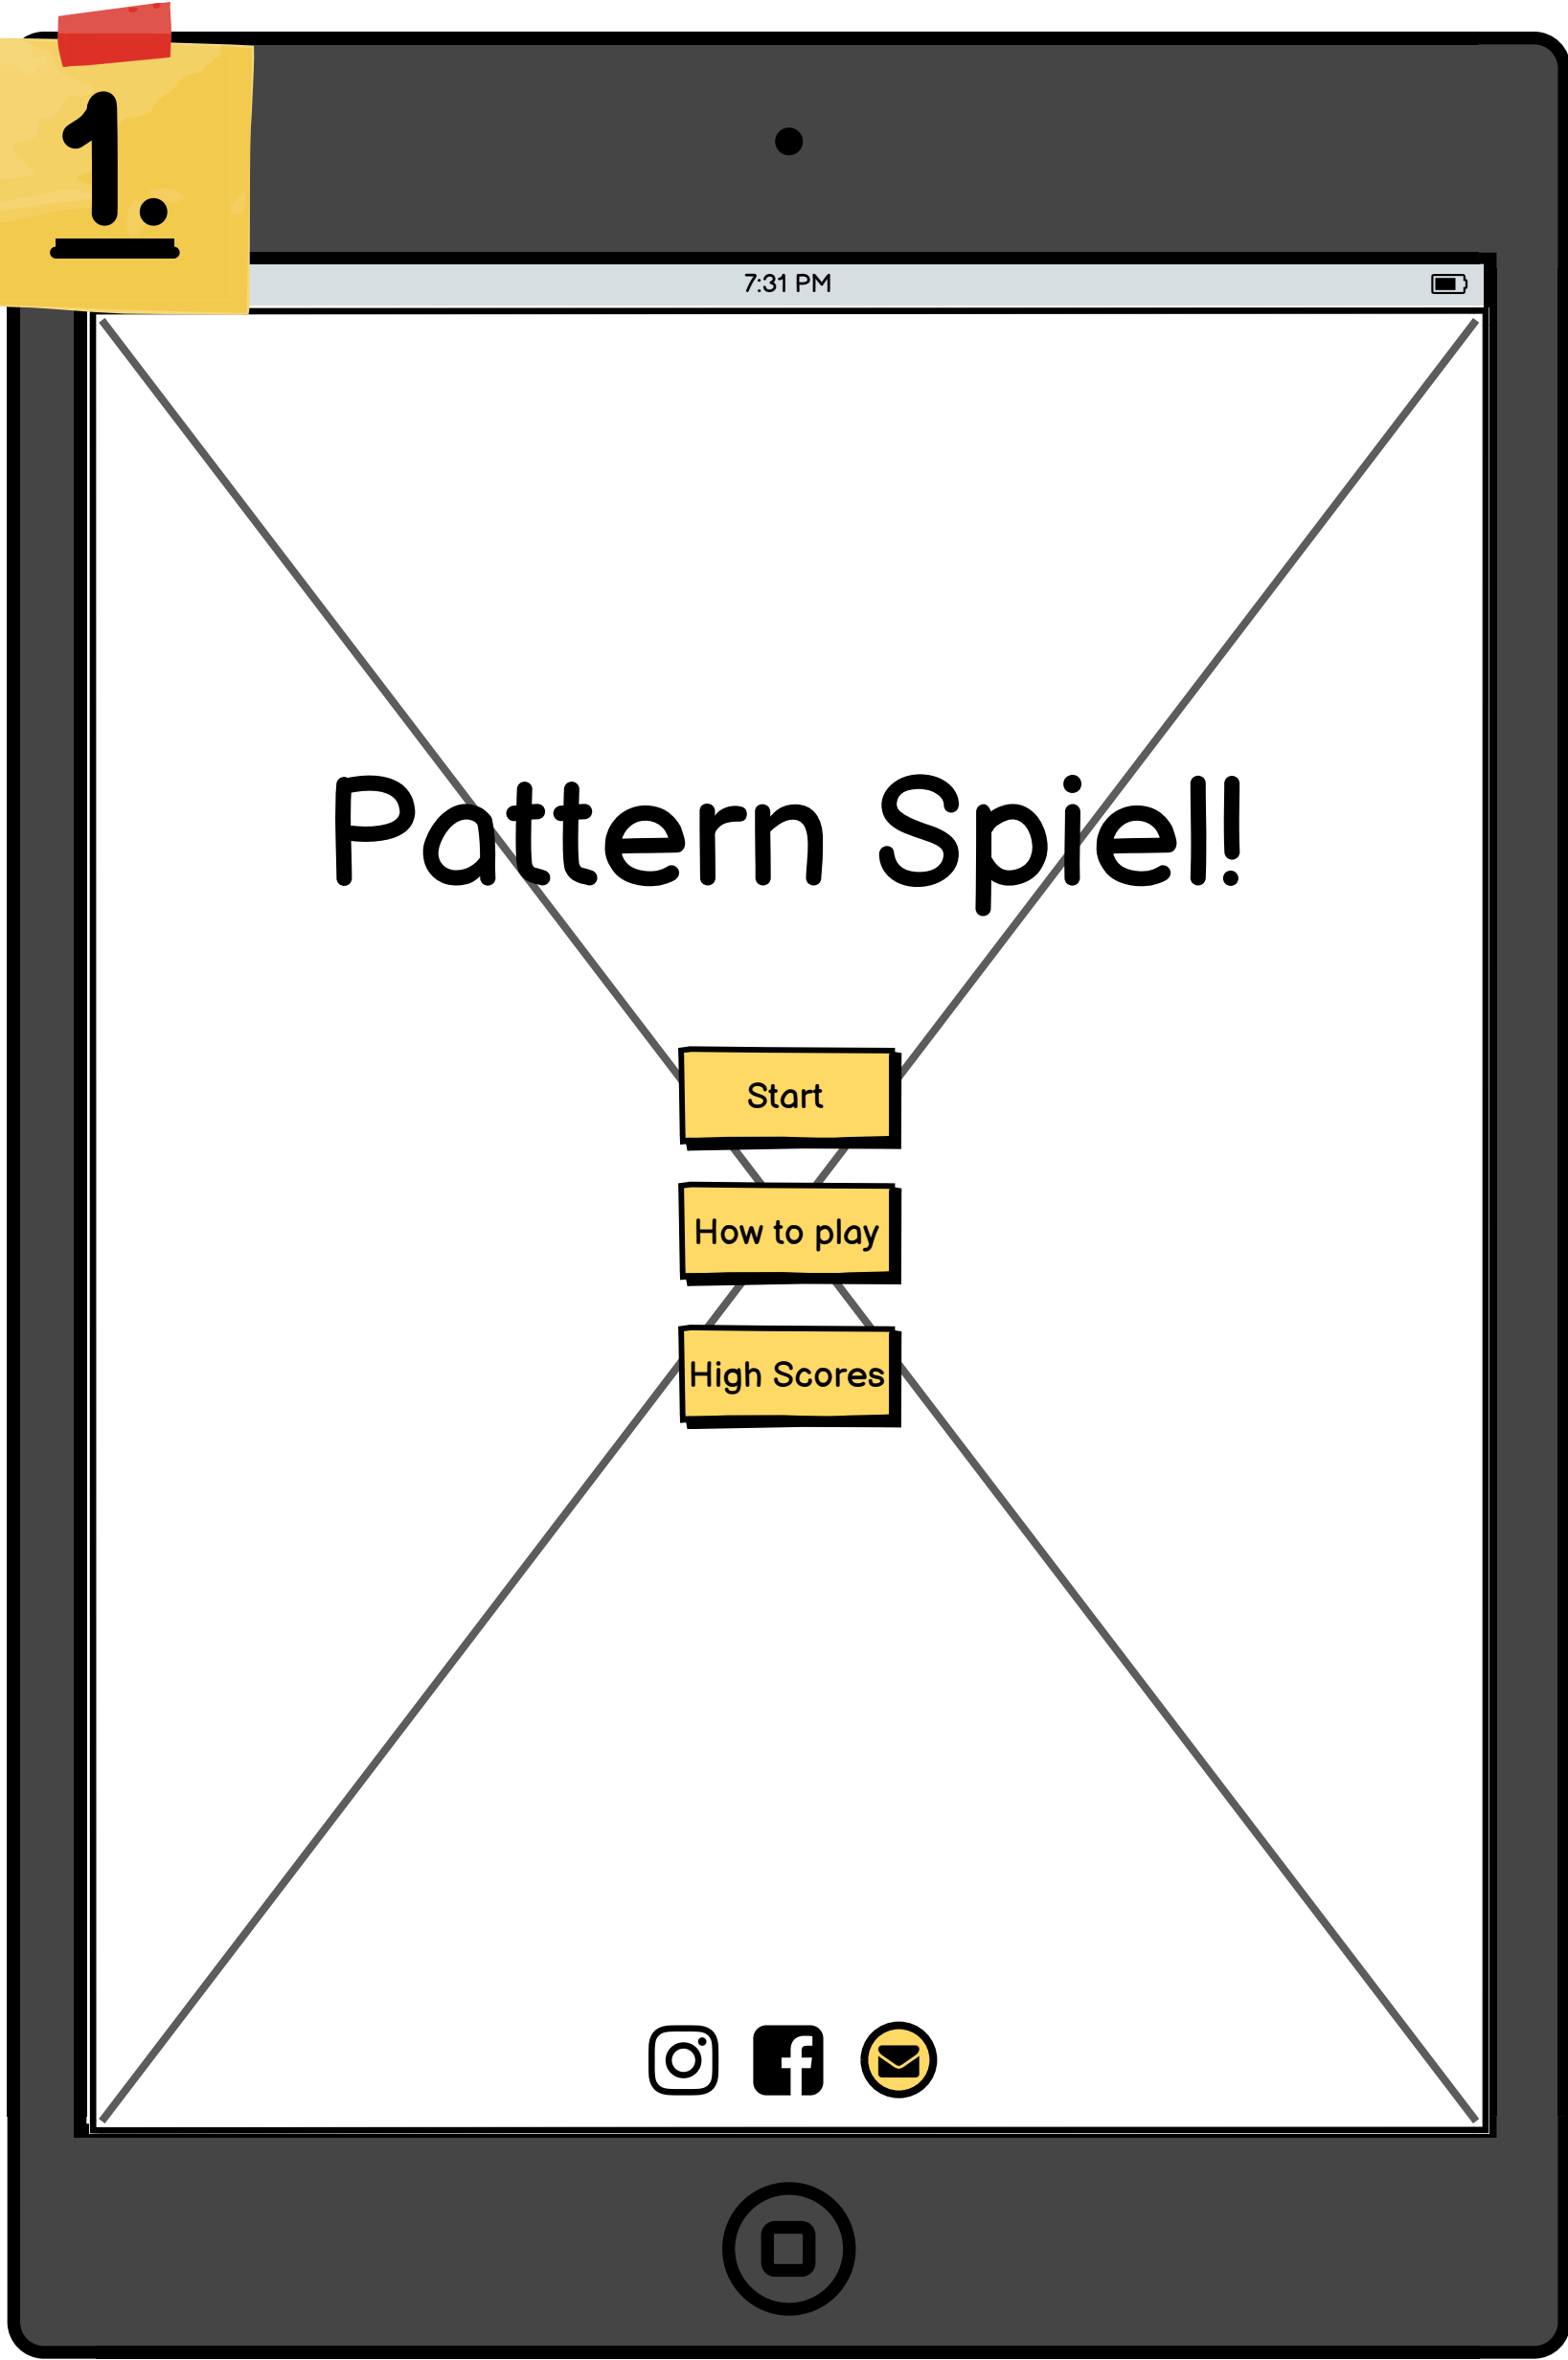 1.
7:31 PM
Pattern Spiel!
Start
How to play
High Scores